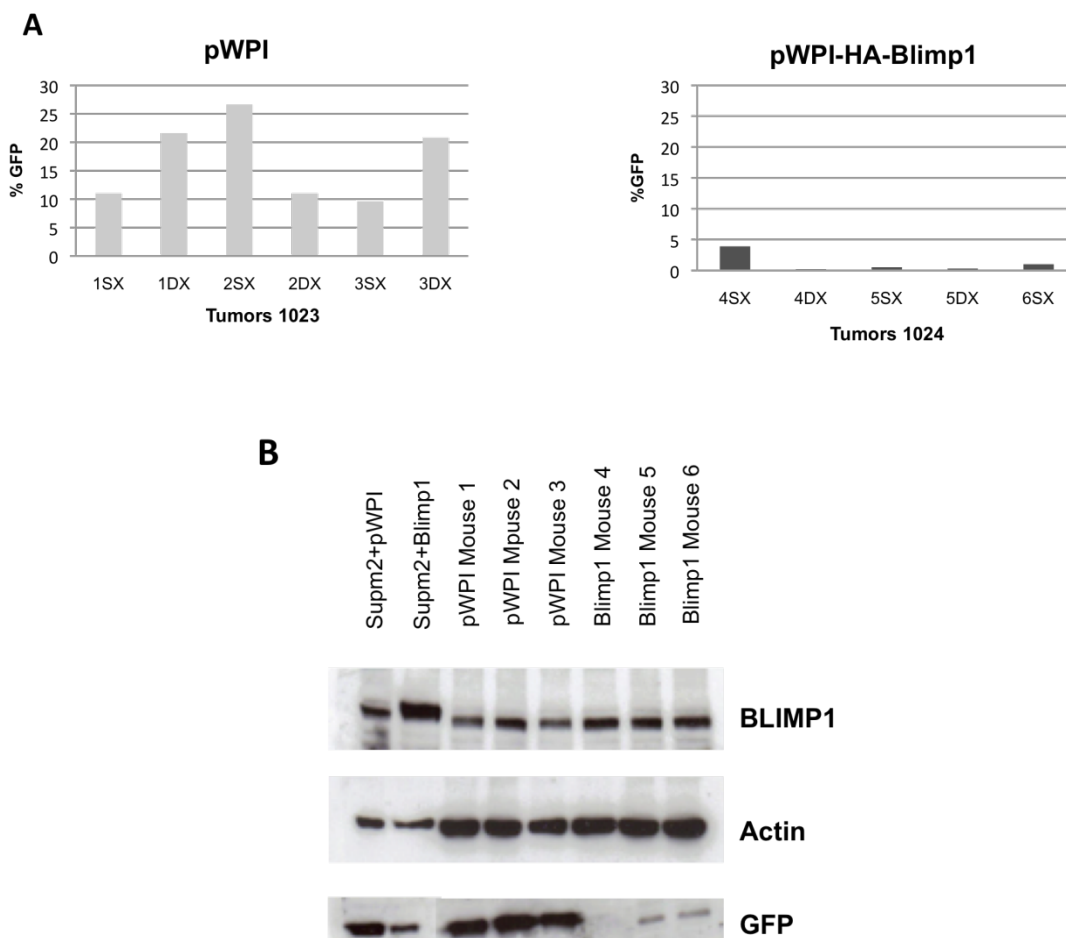 A
pWPI
30
25
20
15
10
5
0
% GFP
1SX 1DX 2SX 2DX 3SX 3DX
Tumors 1023
pWPI-HA-Blimp1
30
25
20
15
10
5
0
%GFP
4SX 4DX 5SX 5DX 6SX
Tumors 1024
B
Supm2+pWPI
Supm2+Blimp1
pWPI Mouse 1
pWPI Mpuse 2
pWPI Mouse 3
Blimp1 Mouse 4
Blimp1 Mouse 5
Blimp1 Mouse 6
BLIMP1
Actin
GFP